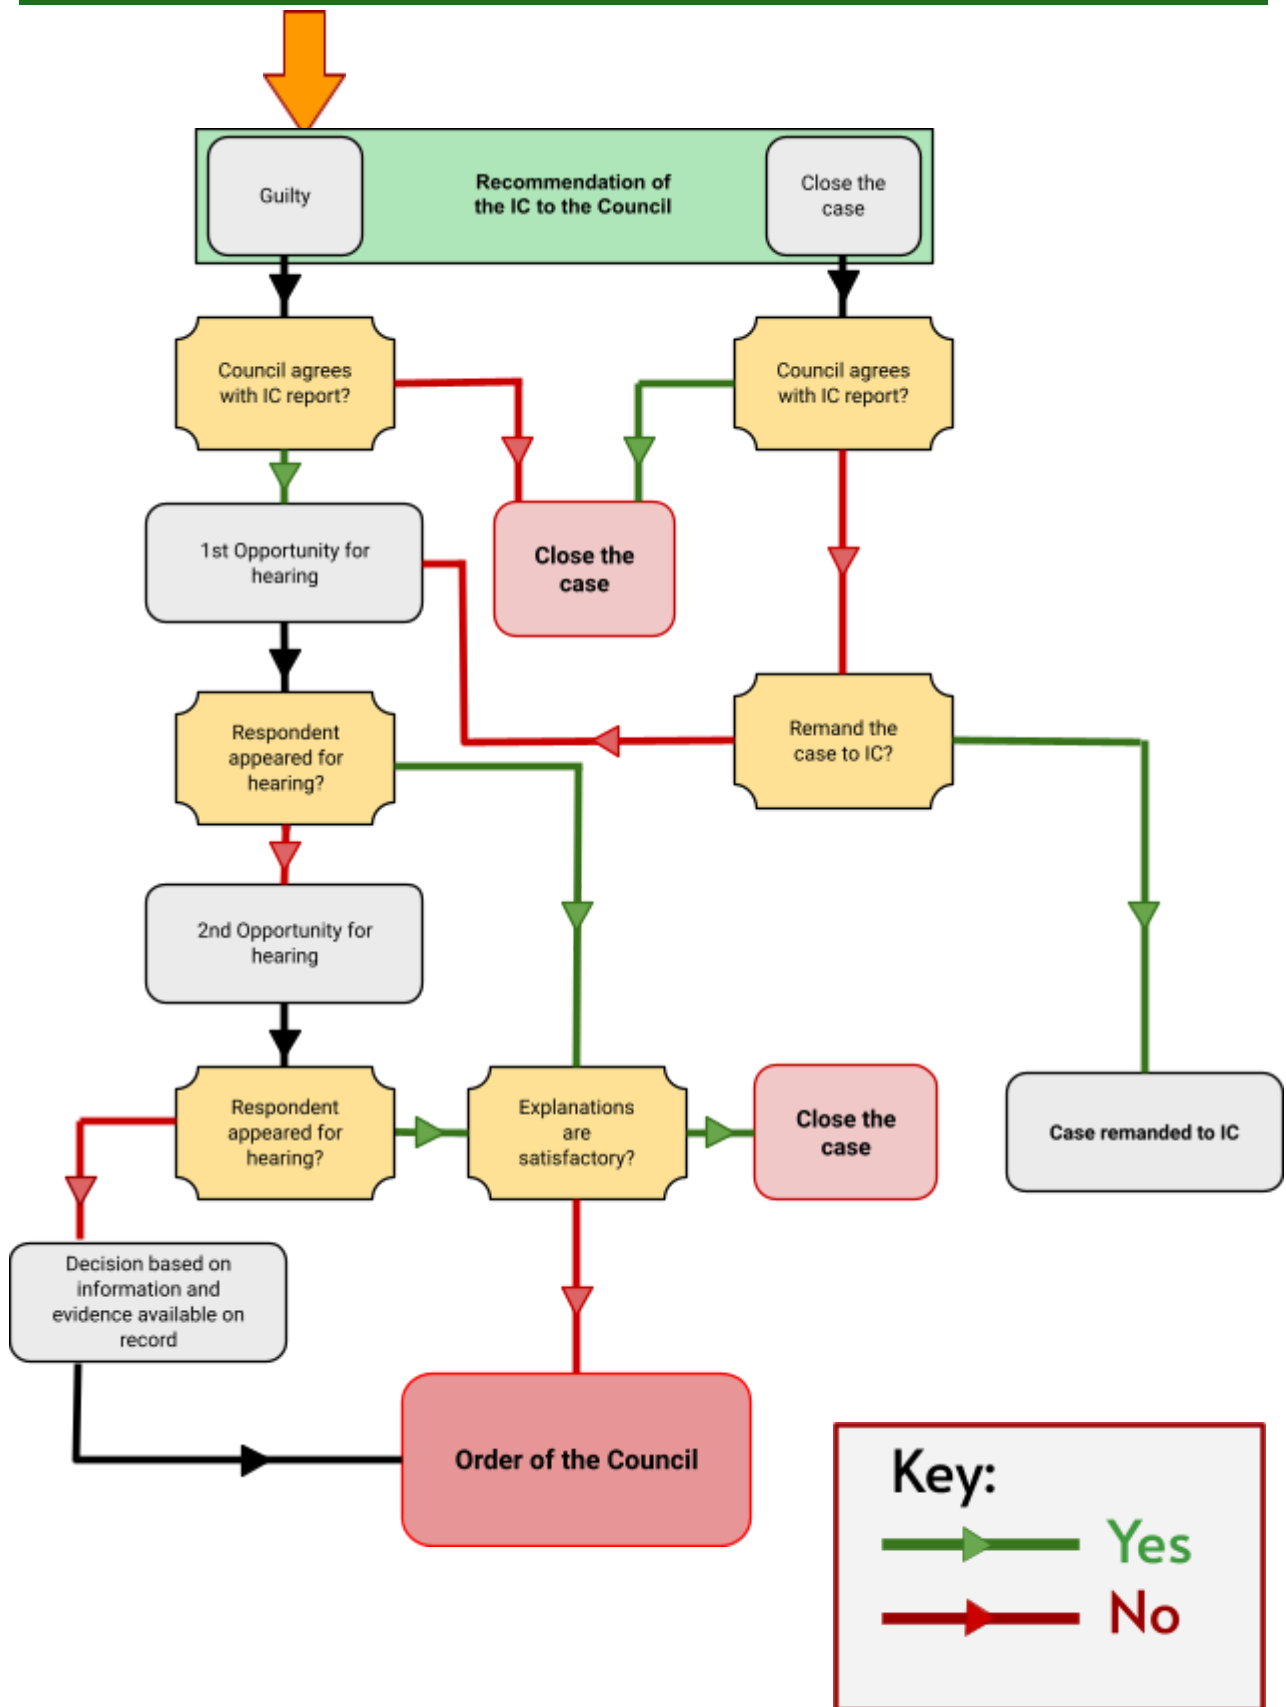 Guilty
Recommendation of
the IC to the Council
Close the
case
Council agrees
with IC report?
Council agrees
with IC report?
1st Opportunity for
hearing
Close the
case
Respondent
appeared for
hearing?
Remand the
case to IC?
2nd Opportunity for
hearing
Respondent
appeared for
hearing?
Explanations
are
satisfactory?
Close the
case
Case remanded to IC
Decision based on
information and
evidence available on
record
Order of the Council
Key:
Yes
No